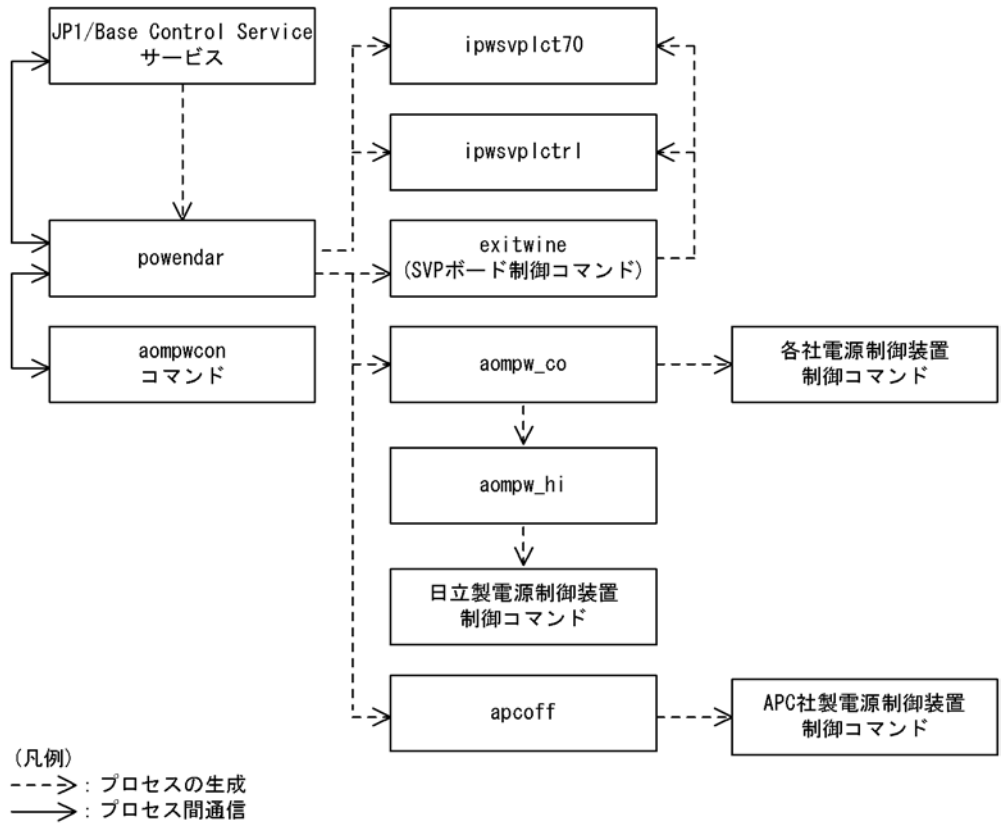 JP1/Base Control Service
サービス
ipwsvplct70
ipwsvplctrl
powendar
exitwine
(SVPボード制御コマンド)
aompwcon
コマンド
aompw_co
各社電源制御装置
制御コマンド
aompw_hi
日立製電源制御装置
制御コマンド
apcoff
APC社製電源制御装置
制御コマンド
(凡例)
: プロセスの生成
: プロセス間通信